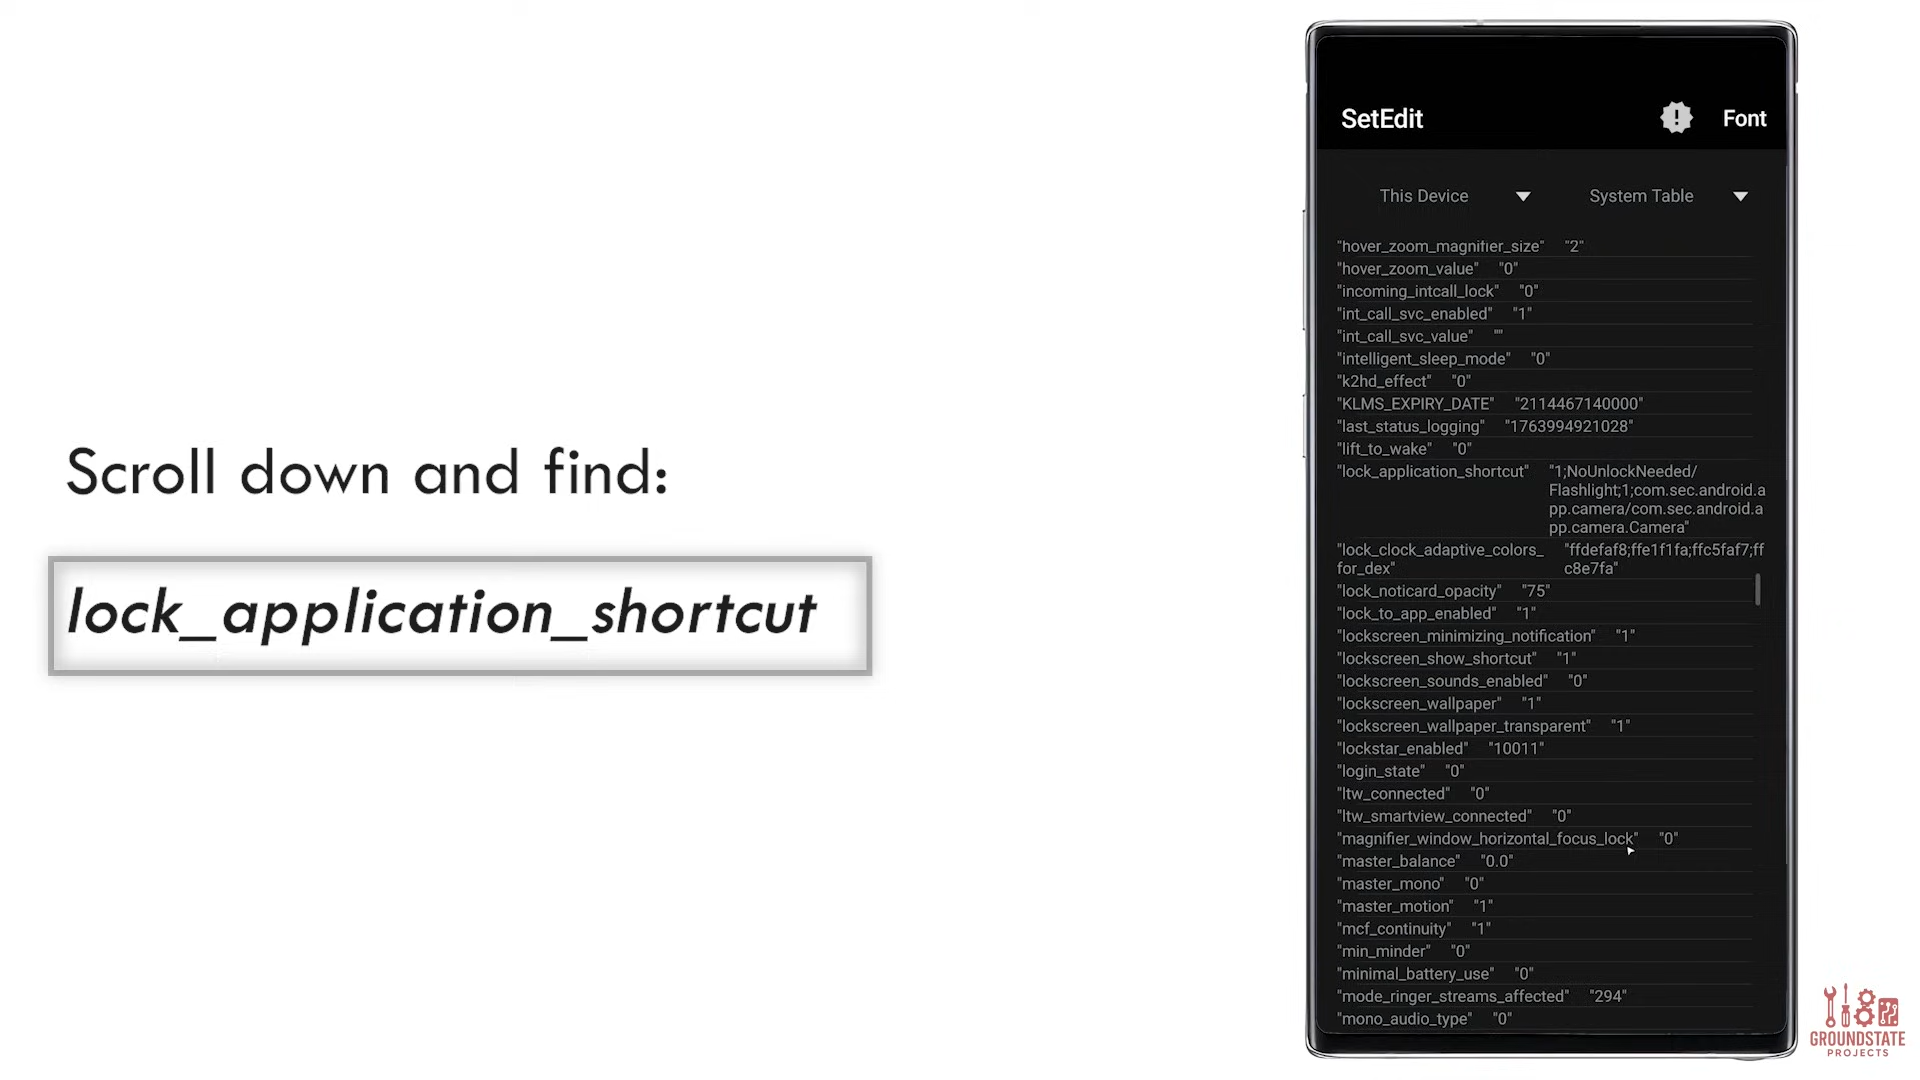 Scroll down and find:
lock_application_shortcut
SetEdit
Font
This Device
System Table
"hover_zoom_magnifier_size" "2"
"hover_zoom_value" "0"
"incoming_intcall_lock" "0"
"int_call_svc_enabled" "1"
"int_call_svc_value" ""
"intelligent_sleep_mode" "0"
"k2hd_effect" "0"
"KLMS_EXPIRY_DATE" "2114467140000"
"last_status_logging" "1763994921028"
"lift_to_wake" "0"
"lock_application_shortcut" "1;NoUnlockNeeded/
Flashlight;1;com.sec.android.a
pp.camera/com.sec.android.a
pp.camera.Camera"
"lock_clock_adaptive_colors_ "ffdefaf8;ffe1f1fa;ffc5faf7;ff
for_dex" c8e7fa"
"lock_noticard_opacity" "75"
"lock_to_app_enabled" "1"
"lockscreen_minimizing_notification" "1"
"lockscreen_show_shortcut" "1"
"lockscreen_sounds_enabled" "0"
"lockscreen_wallpaper" "1"
"lockscreen_wallpaper_transparent" "1"
"lockstar_enabled" "10011"
"login_state" "0"
"ltw_connected" "0"
"ltw_smartview_connected" "0"
"magnifier_window_horizontal_focus_lock" "0"
"master_balance" "0.0"
"master_mono" "0"
"master_motion" "1"
"mcf_continuity" "1"
"min_minder" "0"
"minimal_battery_use" "0"
"mode_ringer_streams_affected" "294"
"mono_audio_type" "0"
GROUNDSTATE
PROJECTS